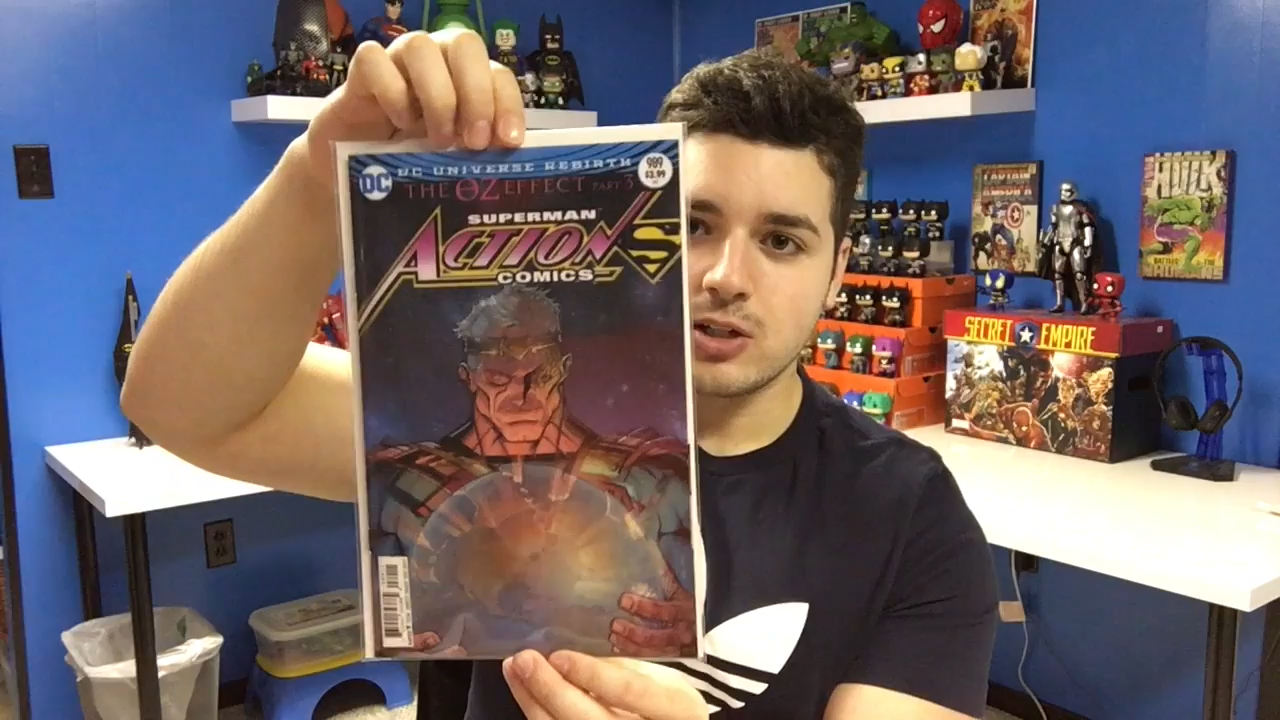 DC UNIVERSE REBIRTH
DC
989
$3.99
THE OZ EFFECT PART 3
SUPERMAN
ACTION
COMICS
CAPTAIN
AMERICA
HULK
BATTLES
SECRET EMPIRE